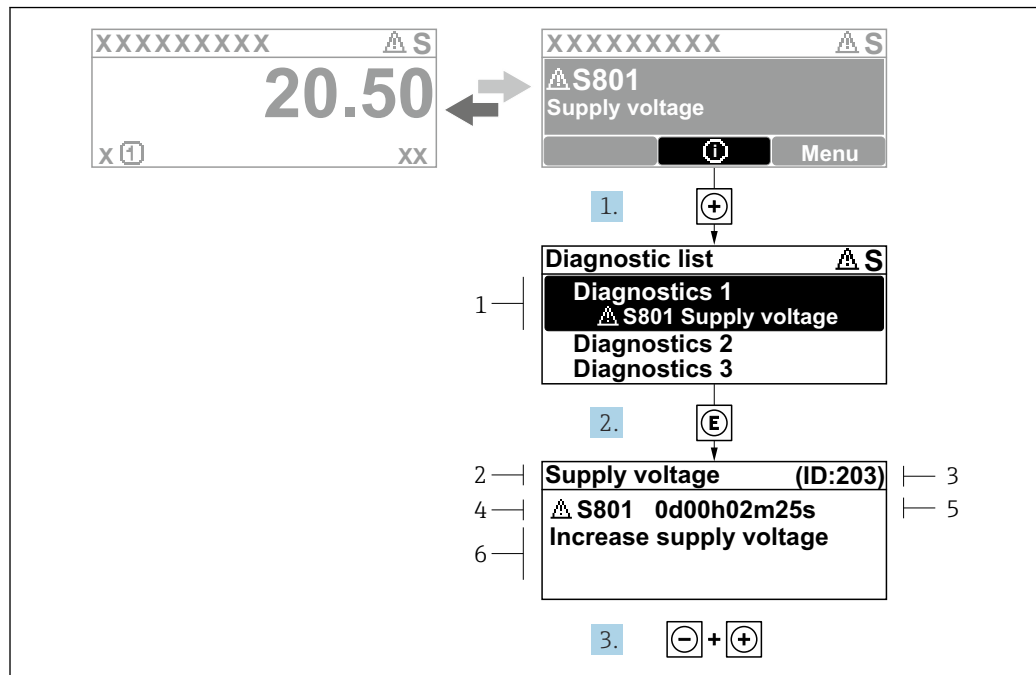 XXXXXXXXX ⚠ S
20.50
X ① XX
XXXXXXXXX ⚠ S
⚠ S801
Supply voltage
ⓘ Menu
1. +
Diagnostic list ⚠ S
1
Diagnostics 1
⚠ S801 Supply voltage
Diagnostics 2
Diagnostics 3
2. E
2 Supply voltage (ID:203) 3
4 ⚠ S801 0d00h02m25s 5
6 Increase supply voltage
3. − + +